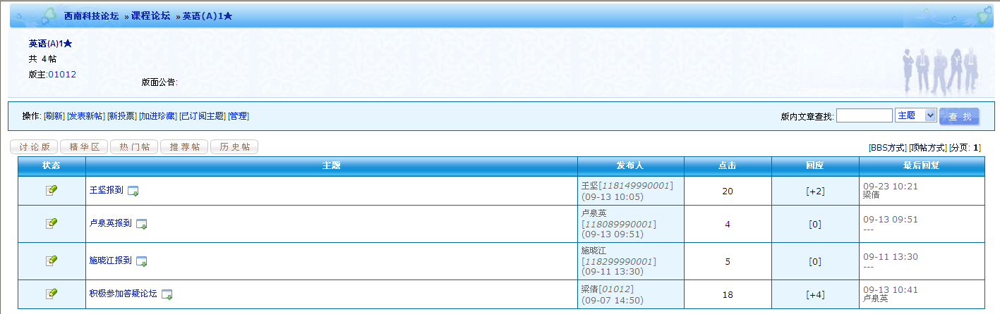 西南科技论坛 »课程论坛 »英语(A)1★
英语(A)1★
共 4帖
版主:01012
版面公告:
操作: [刷新] [发表新帖] [新投票] [加进珍藏] [已订阅主题] [管理]
版内文章查找: 主题 查 找
讨论版 精华区 热门帖 推荐帖 历史帖
[BBS方式] [顶帖方式] [分页: 1]
状态 主题 发布人 点击 回应 最后回复
王坚报到 王坚[118149990001] 20 [+2] 09-23 10:21
(09-13 10:05) 梁倩
卢泉英报到 卢泉英 4 [0] 09-13 09:51
[118089990001] ---
(09-13 09:51)
施晓江报到 施晓江 5 [0] 09-11 13:30
[118299990001] ---
(09-11 13:30)
积极参加答疑论坛 梁倩[01012] 18 [+4] 09-13 10:41
(09-07 14:50) 卢泉英